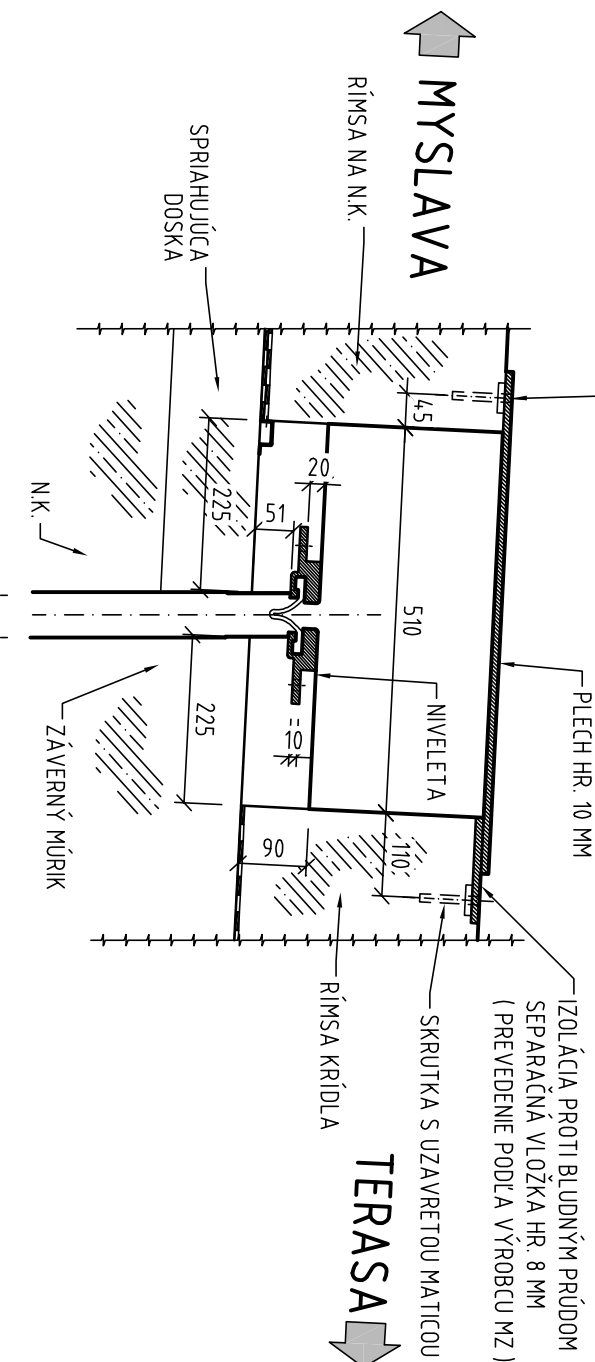 MYSLAVA
RÍMSA NA N.K.
SPRIAHUJÚCA
DOSKA
N.K.
45
20
51
225
510
225
10
90
110
NIVELETA
PLECH HR. 10 MM
ZÁVERNÝ MÚRIK
RÍMSA KRÍDLA
SKRUTKA S UZAVRETOU MATICOU
IZOLÁCIA PROTI BLUDNÝM PRÚDOM
SEPARAČNÁ VLOŽKA HR. 8 MM
( PREVEDENIE PODĽA VÝROBCU MZ )
TERASA